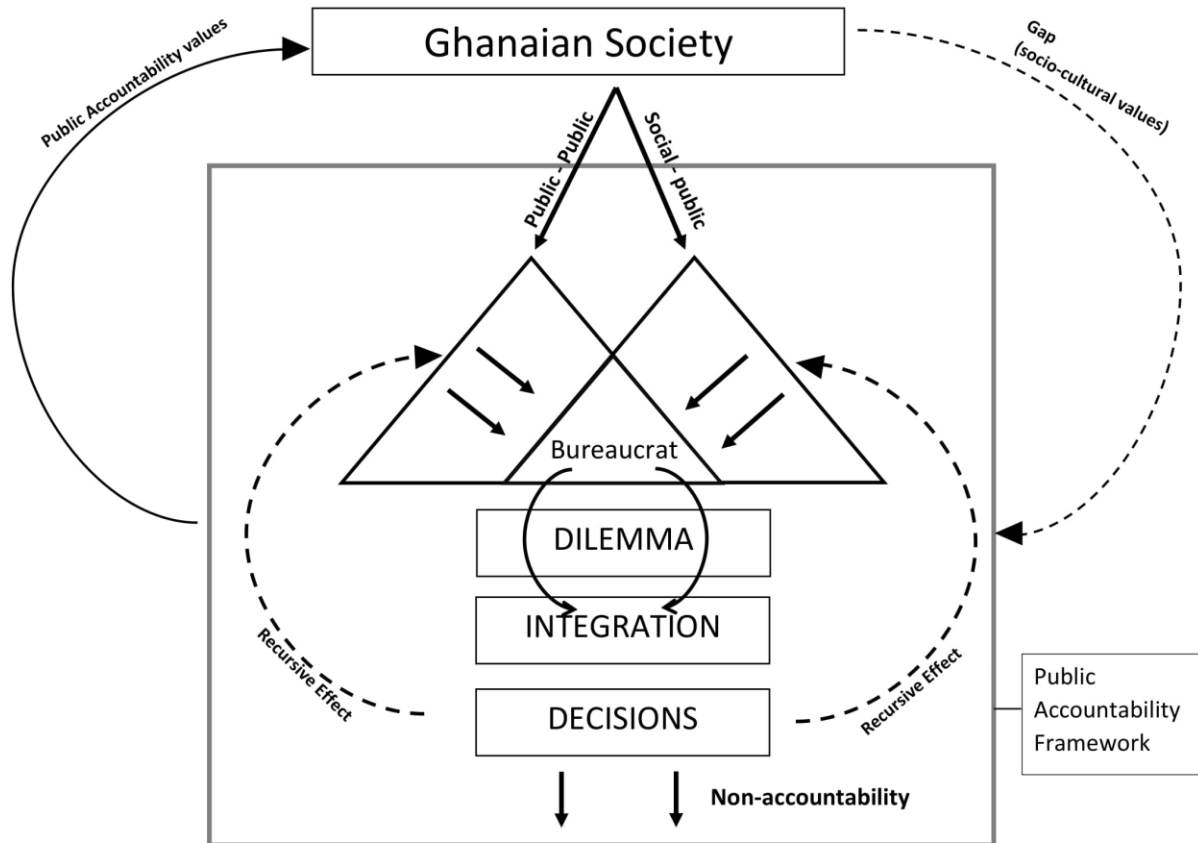 Ghanaian Society
Public Accountability values
Gap
(socio-cultural values)
Public - Public
Social - public
Bureaucrat
DILEMMA
INTEGRATION
DECISIONS
Recursive Effect
Recursive Effect
Public
Accountability
Framework
Non-accountability